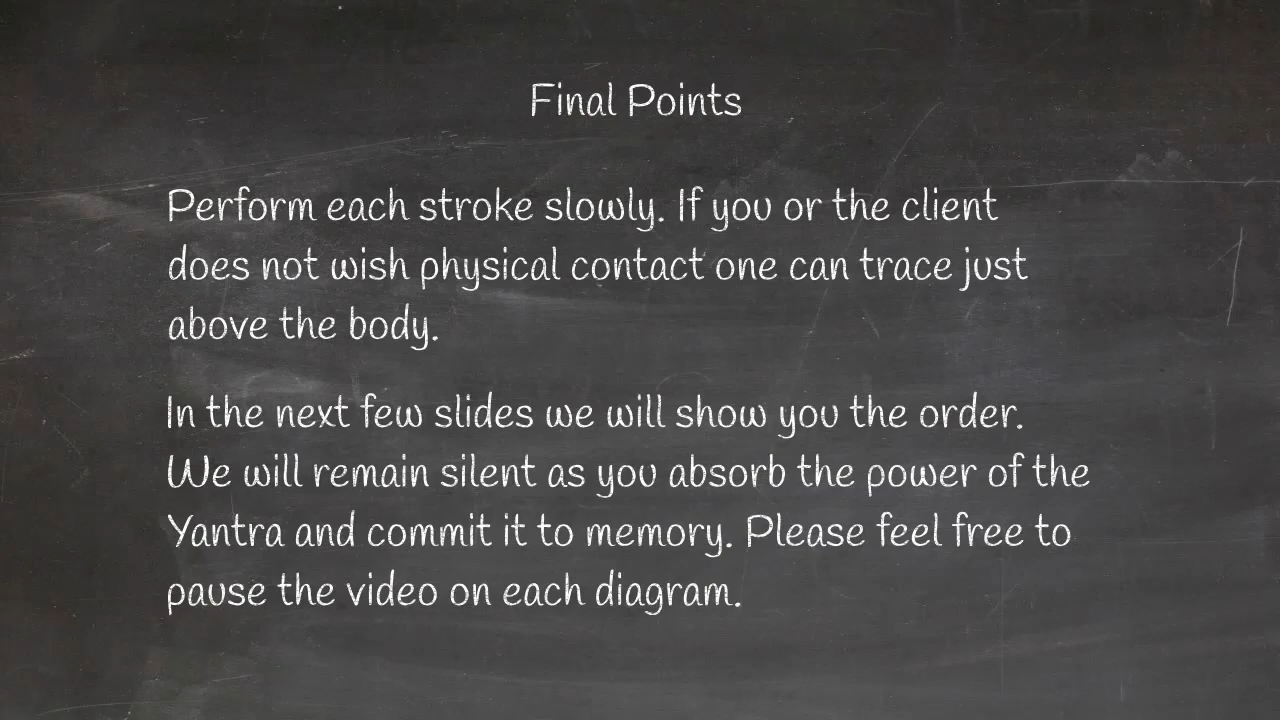 Final Points
Perform each stroke slowly. If you or the client
does not wish physical contact one can trace just
above the body.
In the next few slides we will show you the order.
We will remain silent as you absorb the power of the
Yantra and commit it to memory. Please feel free to
pause the video on each diagram.